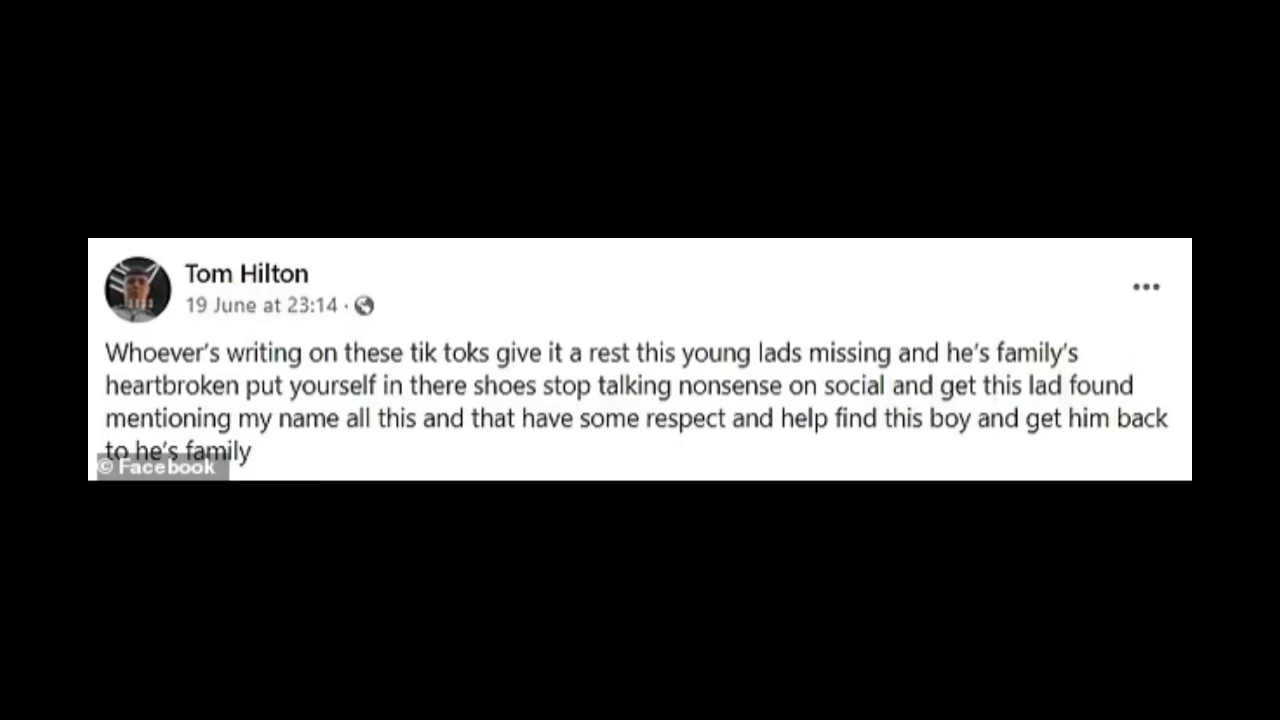 Tom Hilton
19 June at 23:14 ·
Whoever's writing on these tik toks give it a rest this young lads missing and he's family's
heartbroken put yourself in there shoes stop talking nonsense on social and get this lad found
mentioning my name all this and that have some respect and help find this boy and get him back
to he's family
© Facebook